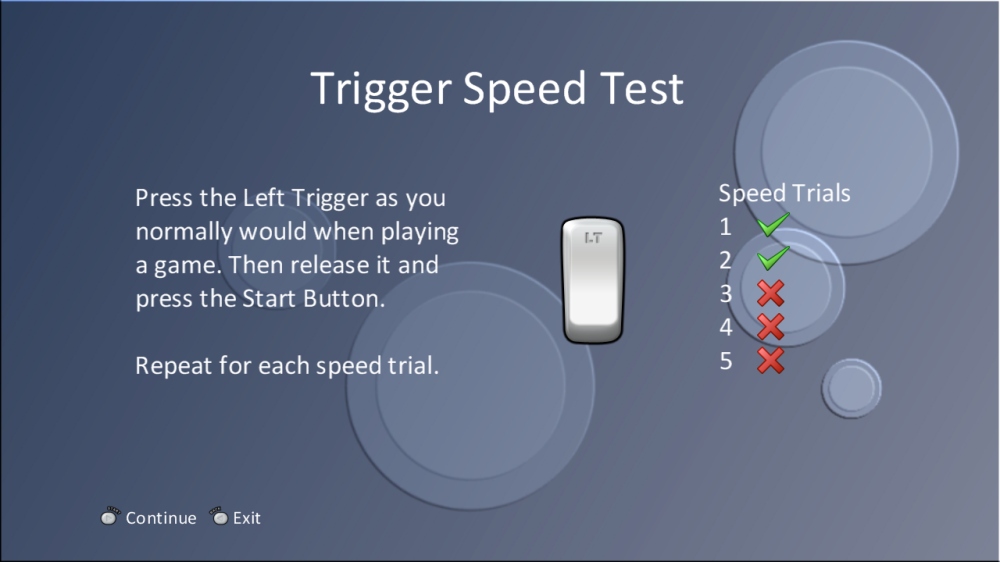 Trigger Speed Test
Press the Left Trigger as you
normally would when playing
a game. Then release it and
press the Start Button.
Repeat for each speed trial.
LT
Speed Trials
1
2
3
4
5
Continue Exit